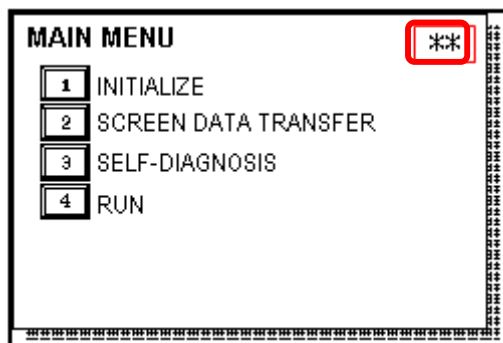 MAIN MENU **
1 INITIALIZE
2 SCREEN DATA TRANSFER
3 SELF-DIAGNOSIS
4 RUN